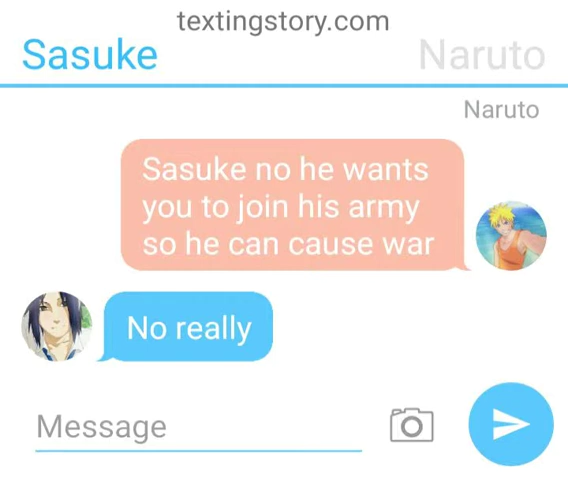 textingstory.com
Sasuke
Naruto
Naruto
Sasuke no he wants
you to join his army
so he can cause war
No really
Message